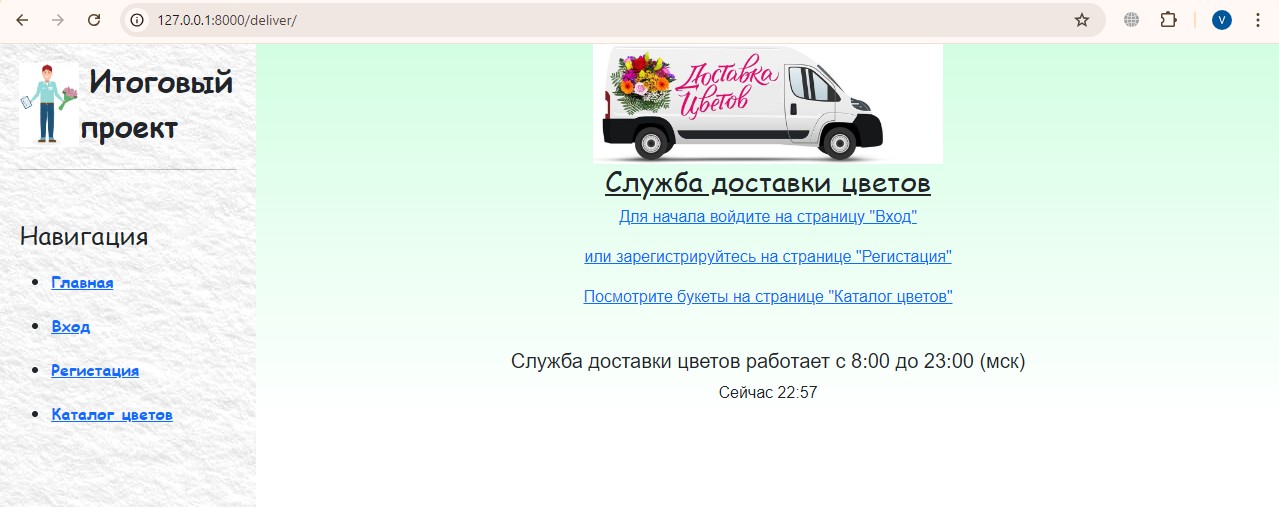 127.0.0.1:8000/deliver/
V
Итоговый
проект
Навигация
Главная
Вход
Регистация
Каталог цветов
Доставка
Цветов
Служба доставки цветов
Для начала войдите на страницу "Вход"
или зарегистрируйтесь на странице "Регистация"
Посмотрите букеты на странице "Каталог цветов"
Служба доставки цветов работает с 8:00 до 23:00 (мск)
Сейчас 22:57